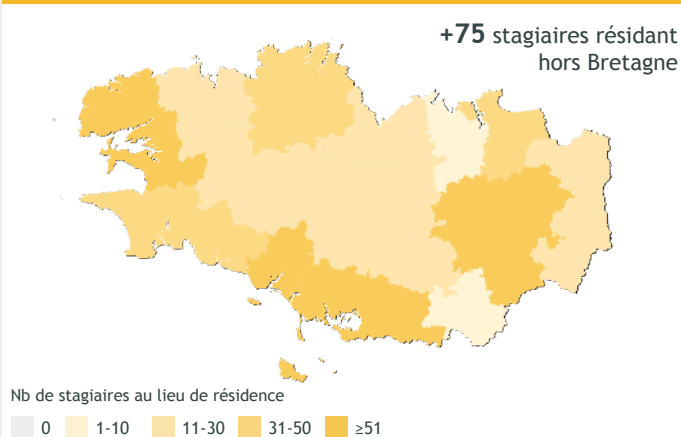 +75 stagiaires résidant
hors Bretagne
Nb de stagiaires au lieu de résidence
0 1-10 11-30 31-50 ≥51